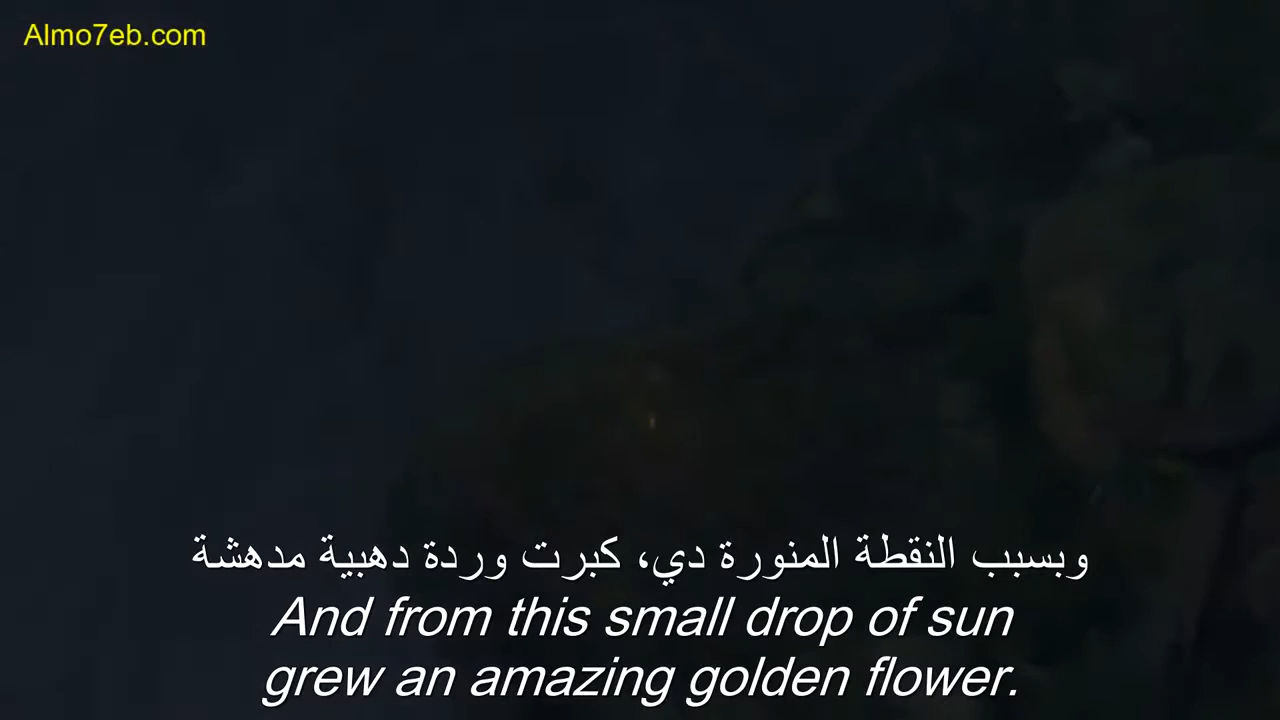 Almo7eb.com
وبسبب النقطة المنورة دي، كبرت وردة دهبية مدهشة
And from this small drop of sun
grew an amazing golden flower.